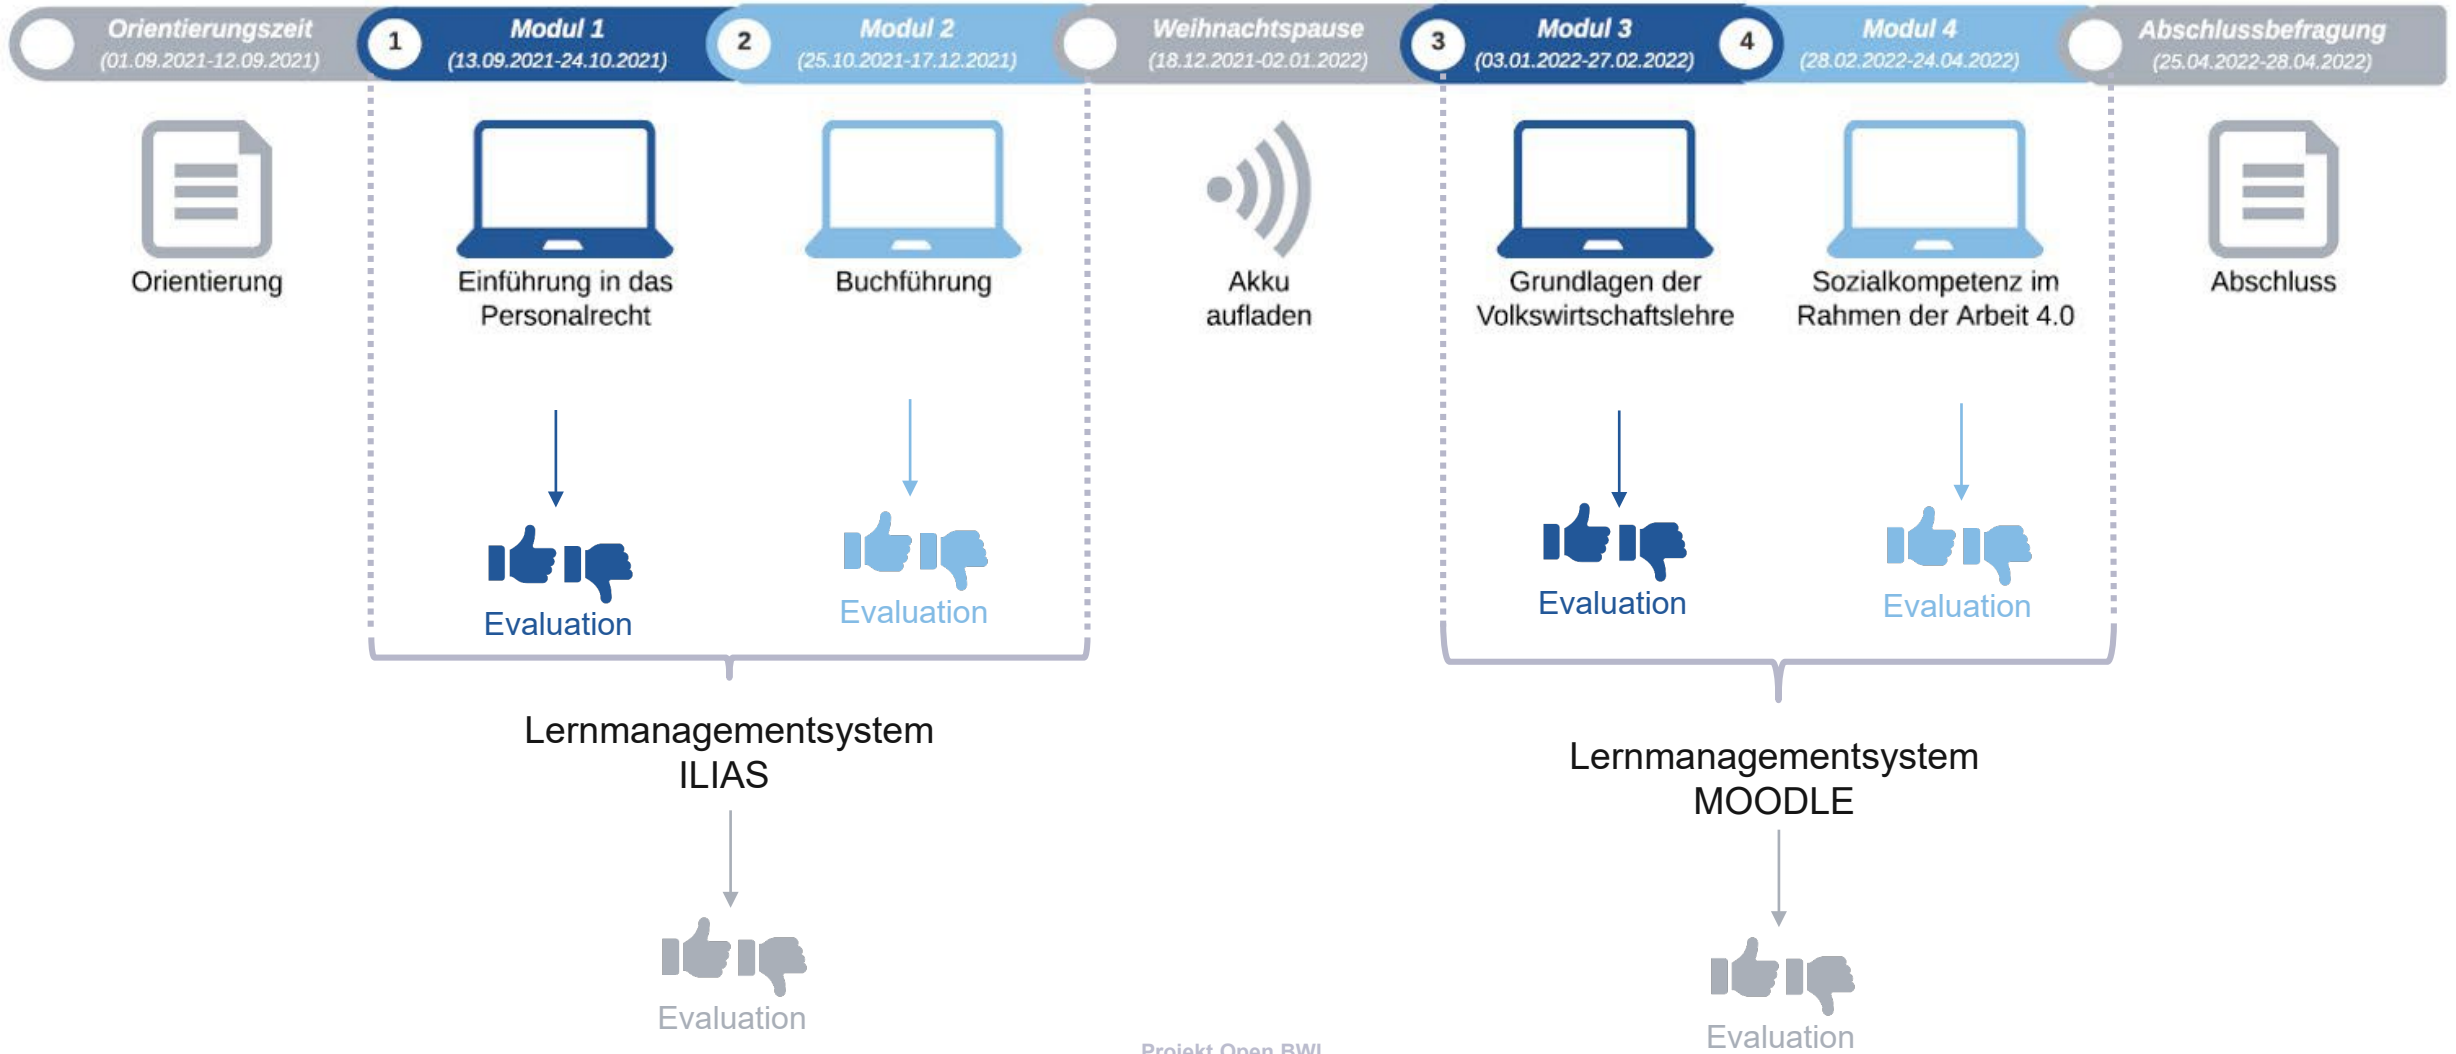 Orientierungszeit
(01.09.2021-12.09.2021)
1
Modul 1
(13.09.2021-24.10.2021)
2
Modul 2
(25.10.2021-17.12.2021)
Weihnachtspause
(18.12.2021-02.01.2022)
3
Modul 3
(03.01.2022-27.02.2022)
4
Modul 4
(28.02.2022-24.04.2022)
Abschlussbefragung
(25.04.2022-28.04.2022)
Orientierung
Einführung in das
Personalrecht
Buchführung
Akku
aufladen
Grundlagen der
Volkswirtschaftslehre
Sozialkompetenz im
Rahmen der Arbeit 4.0
Abschluss
Evaluation
Evaluation
Evaluation
Evaluation
Lernmanagementsystem
ILIAS
Lernmanagementsystem
MOODLE
Evaluation
Evaluation
Projekt Open BWL